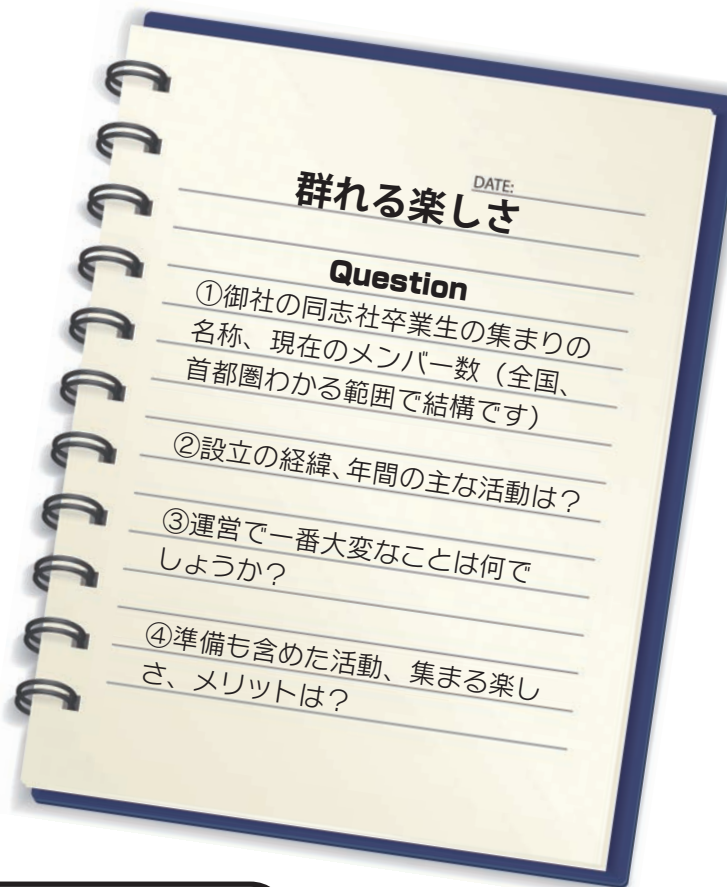 DATE:
群れる楽しさ
Question
①御社の同志社卒業生の集まりの
名称、現在のメンバー数（全国、
首都圏わかる範囲で結構です）
②設立の経緯、年間の主な活動は？
③運営で一番大変なことは何で
しょうか？
④準備も含めた活動、集まる楽し
さ、メリットは？